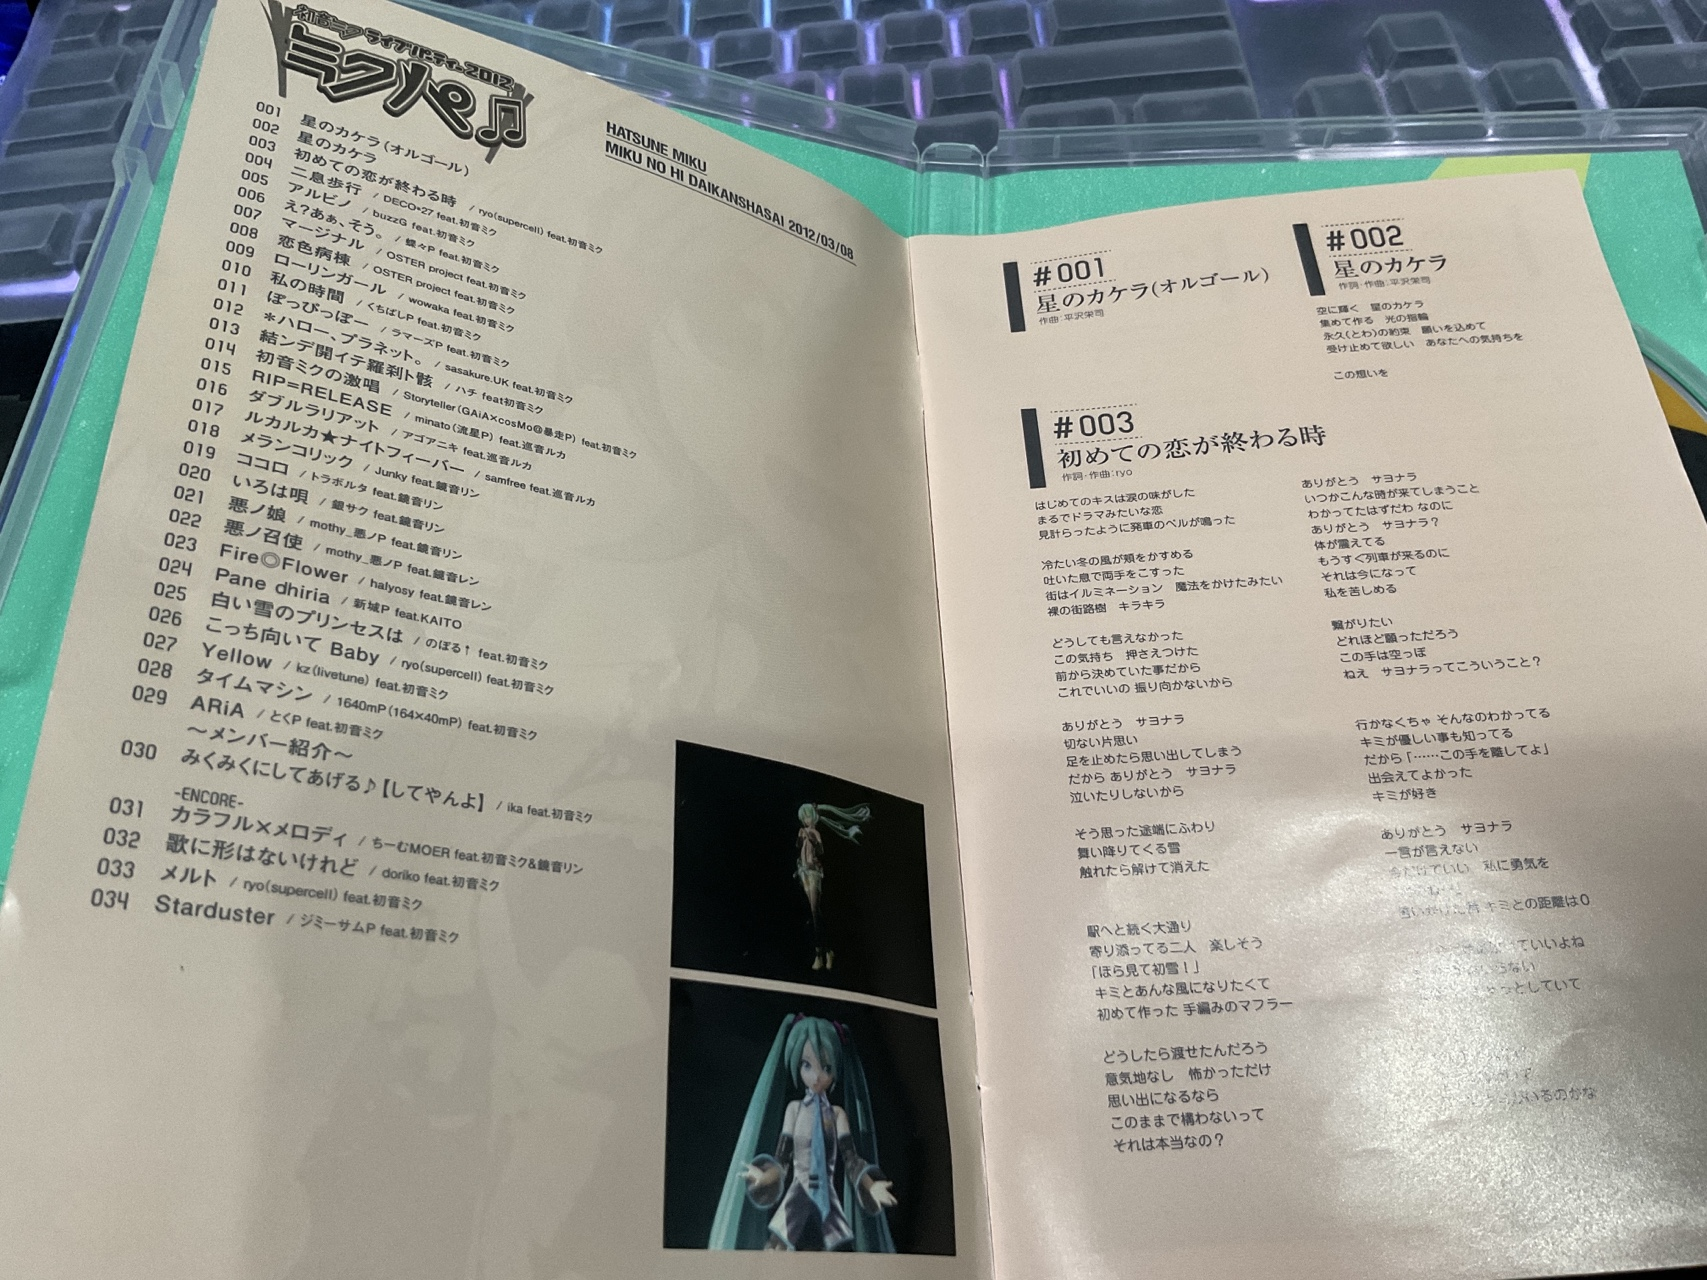 初音ミク ライブパーティー2012
ミクパ♪
HATSUNE MIKU
MIKU NO HI DAIKANSHASAI 2012/03/08
001 星のカケラ(オルゴール)
002 星のカケラ
003 初めての恋が終わる時 / ryo(supercell) feat.初音ミク
004 二息歩行 / DECO*27 feat.初音ミク
005 アルビノ / buzzG feat.初音ミク
006 え?あぁ、そう。 / 蝶々P feat.初音ミク
007 マージナル / OSTER project feat.初音ミク
008 恋色病棟 / OSTER project feat.初音ミク
009 ローリンガール / wowaka feat.初音ミク
010 私の時間 / くちばしP feat.初音ミク
011 ぽっぴっぽー / ラマーズP feat.初音ミク
012 *ハロー、プラネット。 / sasakure.UK feat.初音ミク
013 結ンデ開イテ羅刹ト骸 / ハチ feat初音ミク
014 初音ミクの激唱 / Storyteller(GAiA×cosMo@暴走P) feat.初音ミク
015 RIP=RELEASE / minato(流星P) feat.巡音ルカ
016 ダブルラリアット / アゴアニキ feat.巡音ルカ
017 ルカルカ★ナイトフィーバー / samfree feat.巡音ルカ
018 メランコリック / Junky feat.鏡音リン
019 ココロ / トラボルタ feat.鏡音リン
020 いろは唄 / 銀サク feat.鏡音リン
021 悪ノ娘 / mothy_悪ノP feat.鏡音リン
022 悪ノ召使 / mothy_悪ノP feat.鏡音レン
023 Fire◎Flower / halyosy feat.鏡音レン
024 Pane dhiria / 新城P feat.KAITO
025 白い雪のプリンセスは / のぼる↑ feat.初音ミク
026 こっち向いて Baby / ryo(supercell) feat.初音ミク
027 Yellow / kz(livetune) feat.初音ミク
028 タイムマシン / 1640mP(164×40mP) feat.初音ミク
029 ARiA / とくP feat.初音ミク
～メンバー紹介～
030 みくみくにしてあげる♪【してやんよ】 / ika feat.初音ミク
-ENCORE-
031 カラフル×メロディ / ちーむMOER feat.初音ミク&鏡音リン
032 歌に形はないけれど / doriko feat.初音ミク
033 メルト / ryo(supercell) feat.初音ミク
034 Starduster / ジミーサムP feat.初音ミク
#001
星のカケラ(オルゴール)
作曲:平沢栄司
#002
星のカケラ
作詞・作曲:平沢栄司
空に輝く 星のカケラ
集めて作る 光の指輪
永久(とわ)の約束 願いを込めて
受け止めて欲しい あなたへの気持ちを
この想いを
#003
初めての恋が終わる時
作詞・作曲:ryo
はじめてのキスは涙の味がした
まるでドラマみたいな恋
見計らったように発車のベルが鳴った
冷たい冬の風が頬をかすめる
吐いた息で両手をこすった
街はイルミネーション 魔法をかけたみたい
裸の街路樹 キラキラ
どうしても言えなかった
この気持ち 押さえつけた
前から決めていた事だから
これでいいの 振り向かないから
ありがとう サヨナラ
切ない片思い
足を止めたら思い出してしまう
だから ありがとう サヨナラ
泣いたりしないから
そう思った途端にふわり
舞い降りてくる雪
触れたら解けて消えた
駅へと続く大通り
寄り添ってる二人 楽しそう
「ほら見て初雪！」
キミとあんな風になりたくて
初めて作った 手編みのマフラー
どうしたら渡せたんだろう
意気地なし 怖かっただけ
思い出になるなら
このままで構わないって
それは本当なの？
ありがとう サヨナラ
いつかこんな時が来てしまうこと
わかってたはずだわ なのに
ありがとう サヨナラ？
体が震えてる
もうすぐ列車が来るのに
それは今になって
私を苦しめる
繋がりたい
どれほど願っただろう
この手は空っぽ
ねえ サヨナラってこういうこと？
行かなくちゃ そんなのわかってる
キミが優しい事も知ってる
だから「……この手を離してよ」
出会えてよかった
キミが好き
ありがとう サヨナラ
一言が言えない
私に勇気を
キミとの距離は0
ていいよね
ない
としていて
いるのかな